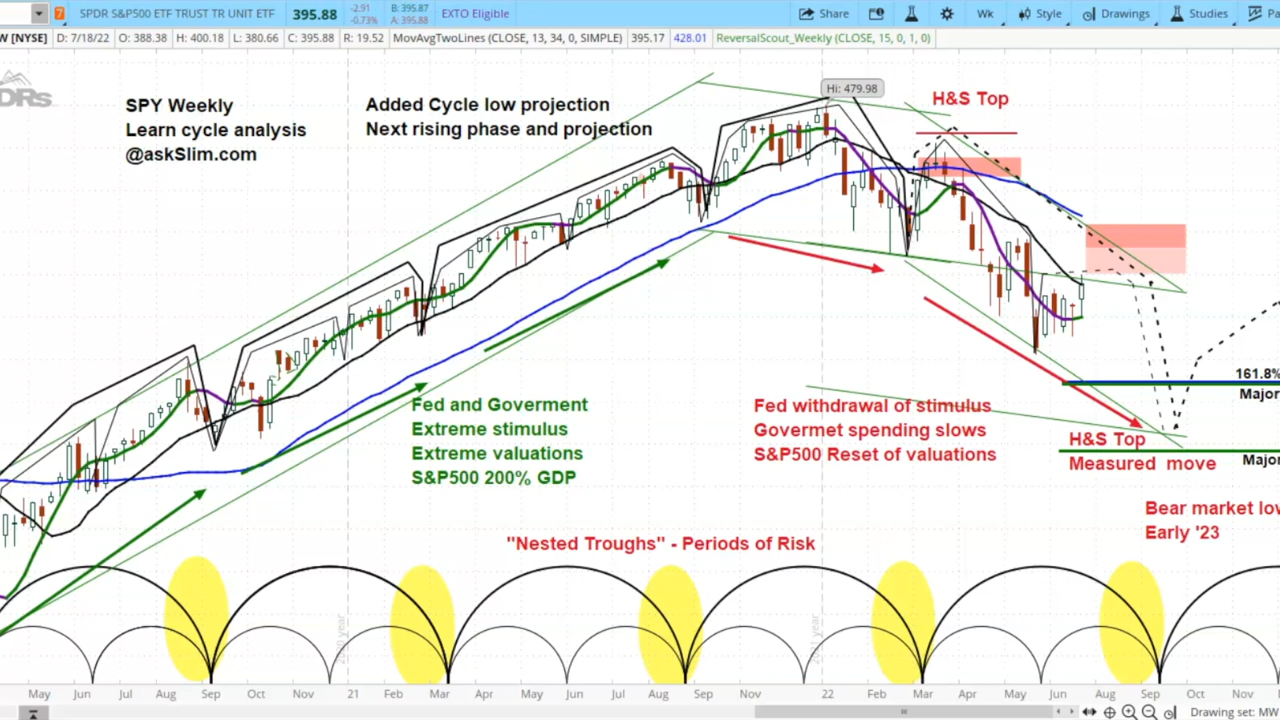 7 SPDR S&P500 ETF TRUST TR UNIT ETF 395.88 -2.91 B: 395.87 EXTO Eligible Share Wk Style Drawings Studies
-0.73% A: 395.88
[NYSE] D: 7/18/22 O: 388.38 H: 400.18 L: 380.66 C: 395.88 R: 19.52 MovAvgTwoLines (CLOSE, 13, 34, 0, SIMPLE) 395.17 428.01 ReversalScout_Weekly (CLOSE, 15, 0, 1, 0)
DRs
SPY Weekly
Learn cycle analysis
@askSlim.com
Added Cycle low projection
Next rising phase and projection
Hi: 479.98
H&S Top
161.8%
Major
Fed and Goverment
Extreme stimulus
Extreme valuations
S&P500 200% GDP
Fed withdrawal of stimulus
Govermet spending slows
S&P500 Reset of valuations
H&S Top
Measured move
Major
Bear market low
Early '23
"Nested Troughs" - Periods of Risk
May Jun Jul Aug Sep Oct Nov 21 Feb Mar Apr May Jun Jul Aug Sep Nov 22 Feb Mar Apr May Jun Aug Sep Oct Nov
Drawing set: MW